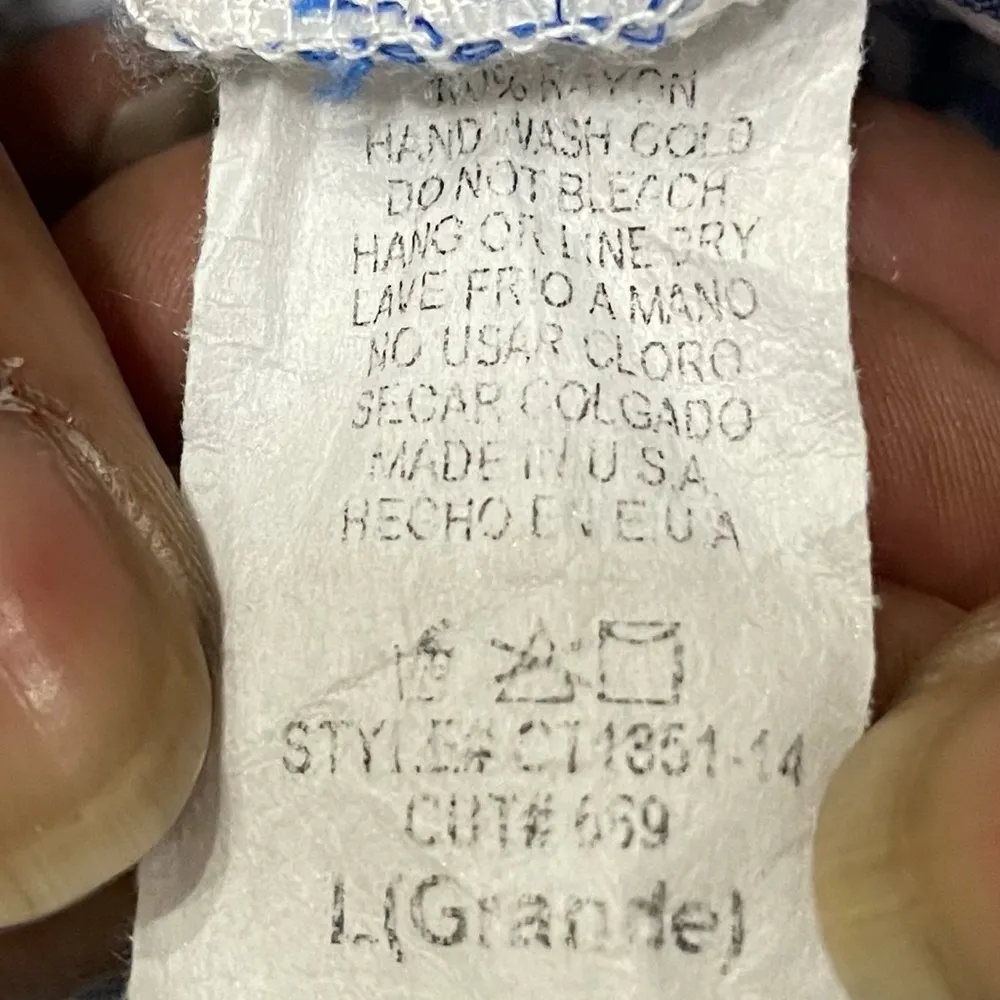 100% RAYON
HAND WASH COLD
DO NOT BLEACH
HANG OR LINE DRY
LAVE FRIO A MANO
NO USAR CLORO
SECAR COLGADO
MADE IN U.S.A.
HECHO EN E.U.A
STYLE# CT1351-14
CUT# 669
L(Grande)